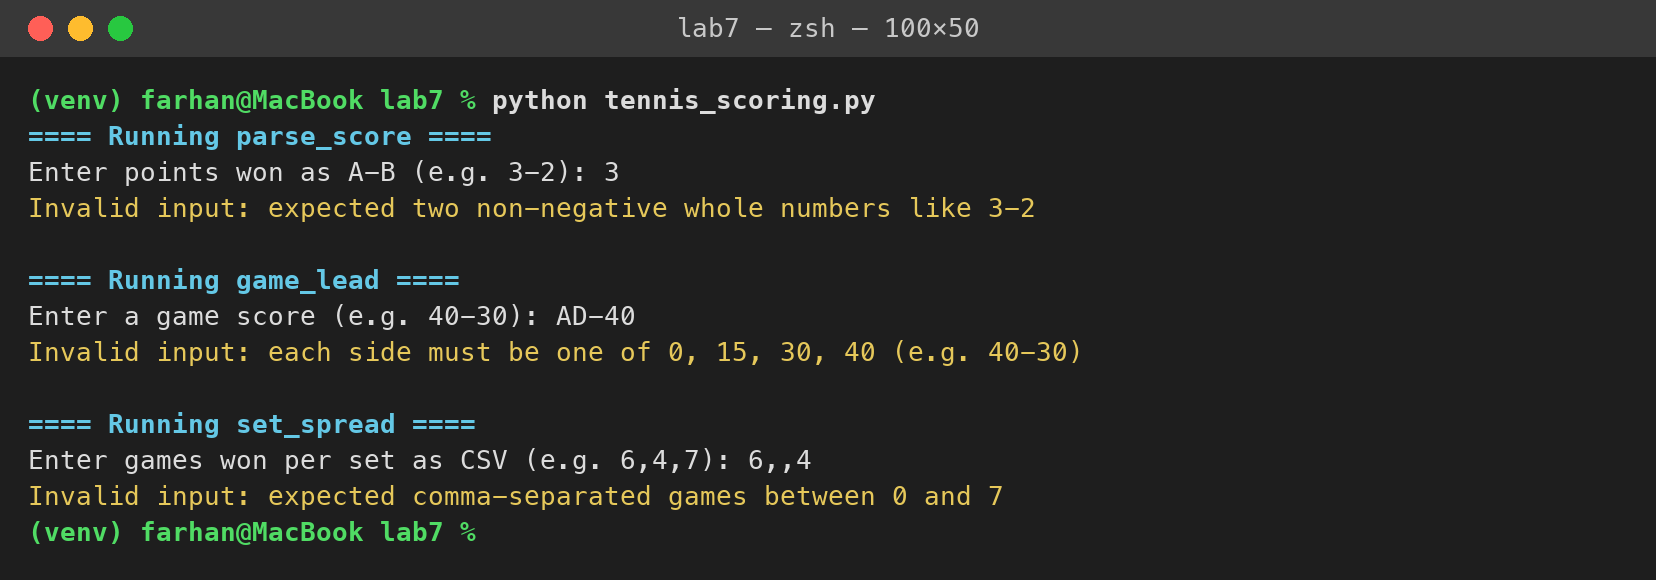 lab7 — zsh — 100×50
(venv) farhan@MacBook lab7 % python tennis_scoring.py
==== Running parse_score ====
Enter points won as A-B (e.g. 3-2): 3
Invalid input: expected two non-negative whole numbers like 3-2
==== Running game_lead ====
Enter a game score (e.g. 40-30): AD-40
Invalid input: each side must be one of 0, 15, 30, 40 (e.g. 40-30)
==== Running set_spread ====
Enter games won per set as CSV (e.g. 6,4,7): 6,,4
Invalid input: expected comma-separated games between 0 and 7
(venv) farhan@MacBook lab7 %